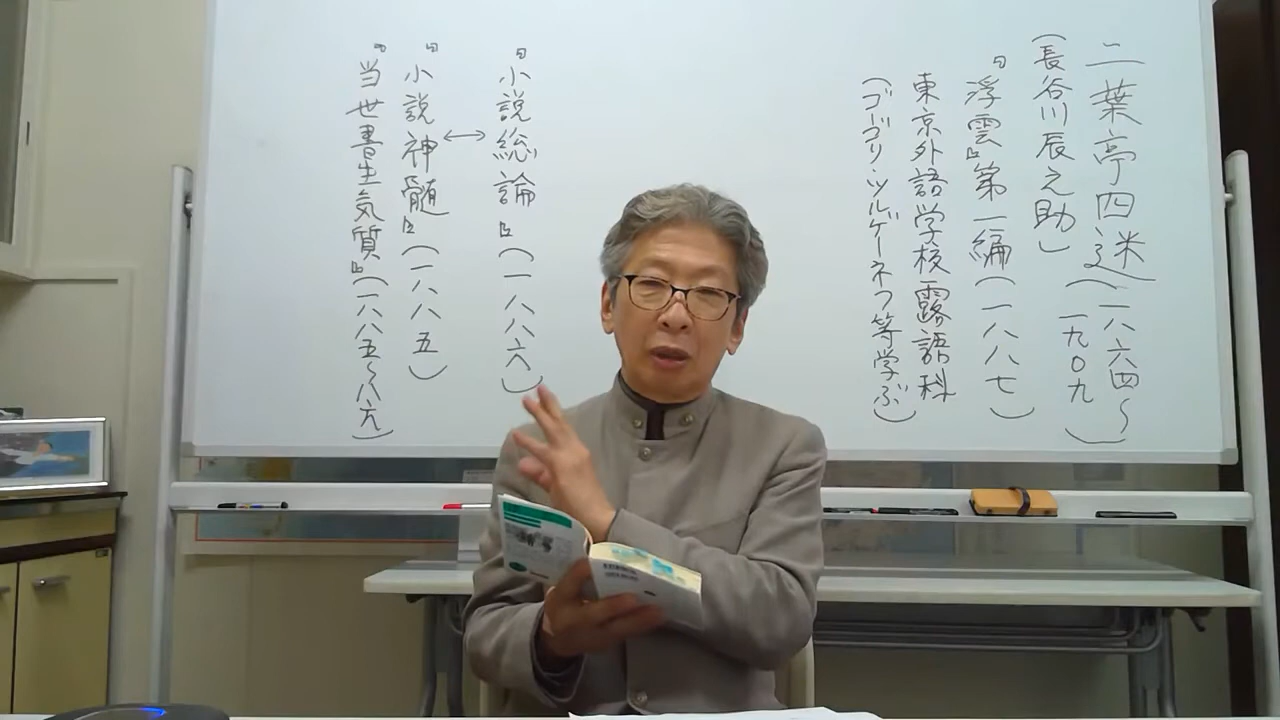 二葉亭四迷(一八六四〜
一九〇九)
(長谷川辰之助)
『浮雲』第一編(一八八七)
東京外語学校露語科
(ゴーゴリ・ツルゲーネフ等学ぶ)
『小説総論』(一八八六)
↔
『小説神髄』(一八八五)
『当世書生気質』(一八八五〜八六)